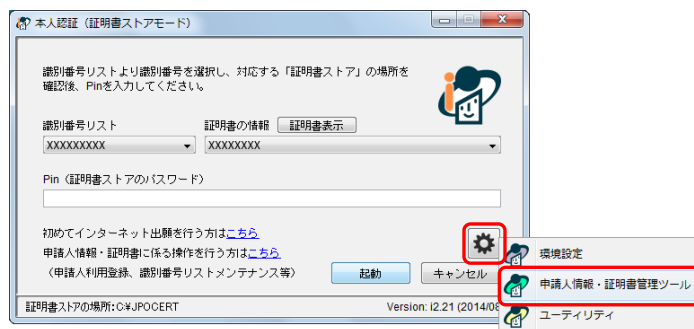 本人認証（証明書ストアモード）
識別番号リストより識別番号を選択し、対応する「証明書ストア」の場所を
確認後、Pinを入力してください。
識別番号リスト
証明書の情報 証明書表示
XXXXXXXXX
XXXXXXXX
Pin（証明書ストアのパスワード）
初めてインターネット出願を行う方はこちら
申請人情報・証明書に係る操作を行う方はこちら
（申請人利用登録、識別番号リストメンテナンス等）
起動
キャンセル
環境設定
申請人情報・証明書管理ツール
ユーティリティ
証明書ストアの場所:C:¥JPOCERT
Version: i2.21 (2014/08